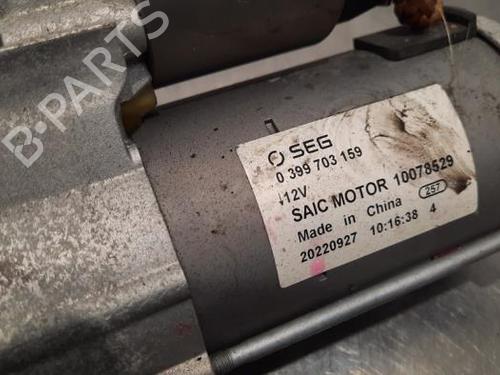 B-PARTS
SEG
0 399 703 159
12V
SAIC MOTOR 10078529
Made in China 257
20220927 10:16:38 4